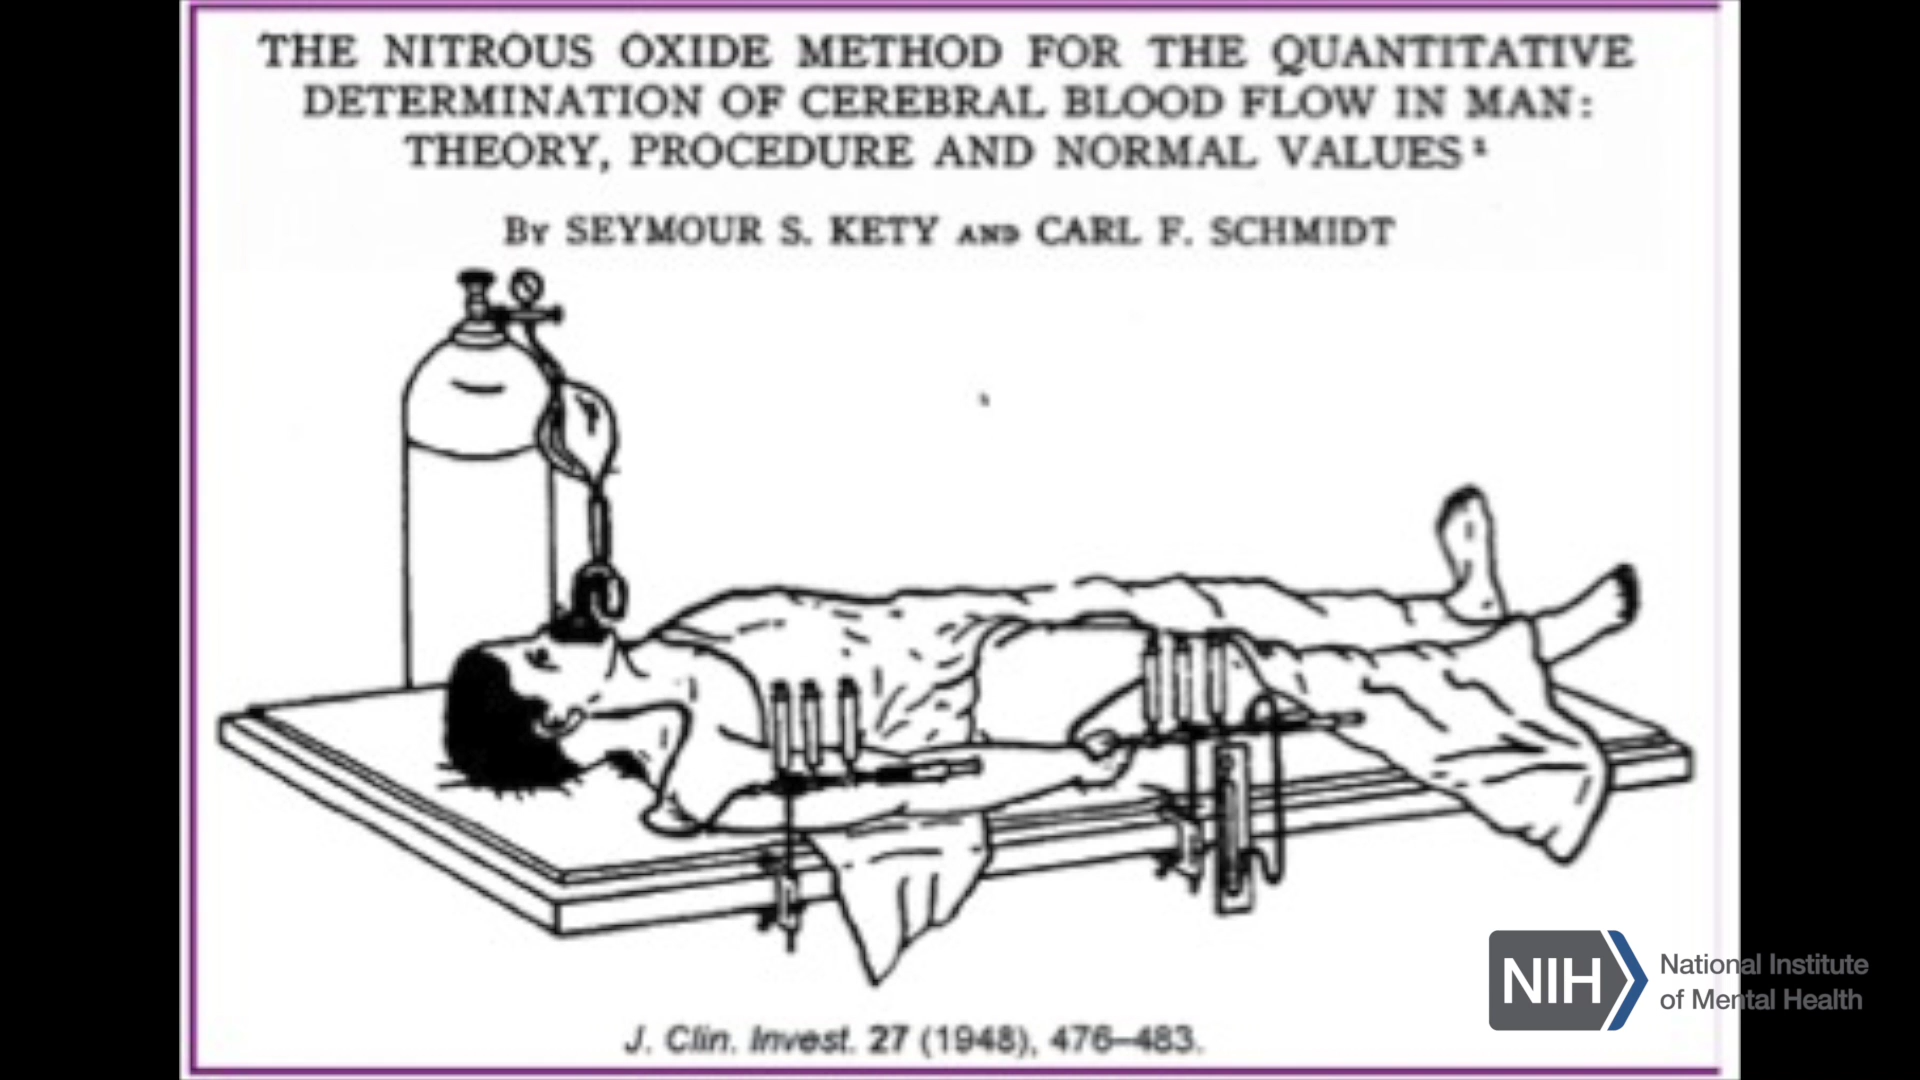 THE NITROUS OXIDE METHOD FOR THE QUANTITATIVE
DETERMINATION OF CEREBRAL BLOOD FLOW IN MAN:
THEORY, PROCEDURE AND NORMAL VALUES¹
By SEYMOUR S. KETY AND CARL F. SCHMIDT
J. Clin. Invest. 27 (1948), 476–483.
NIH
National Institute
of Mental Health